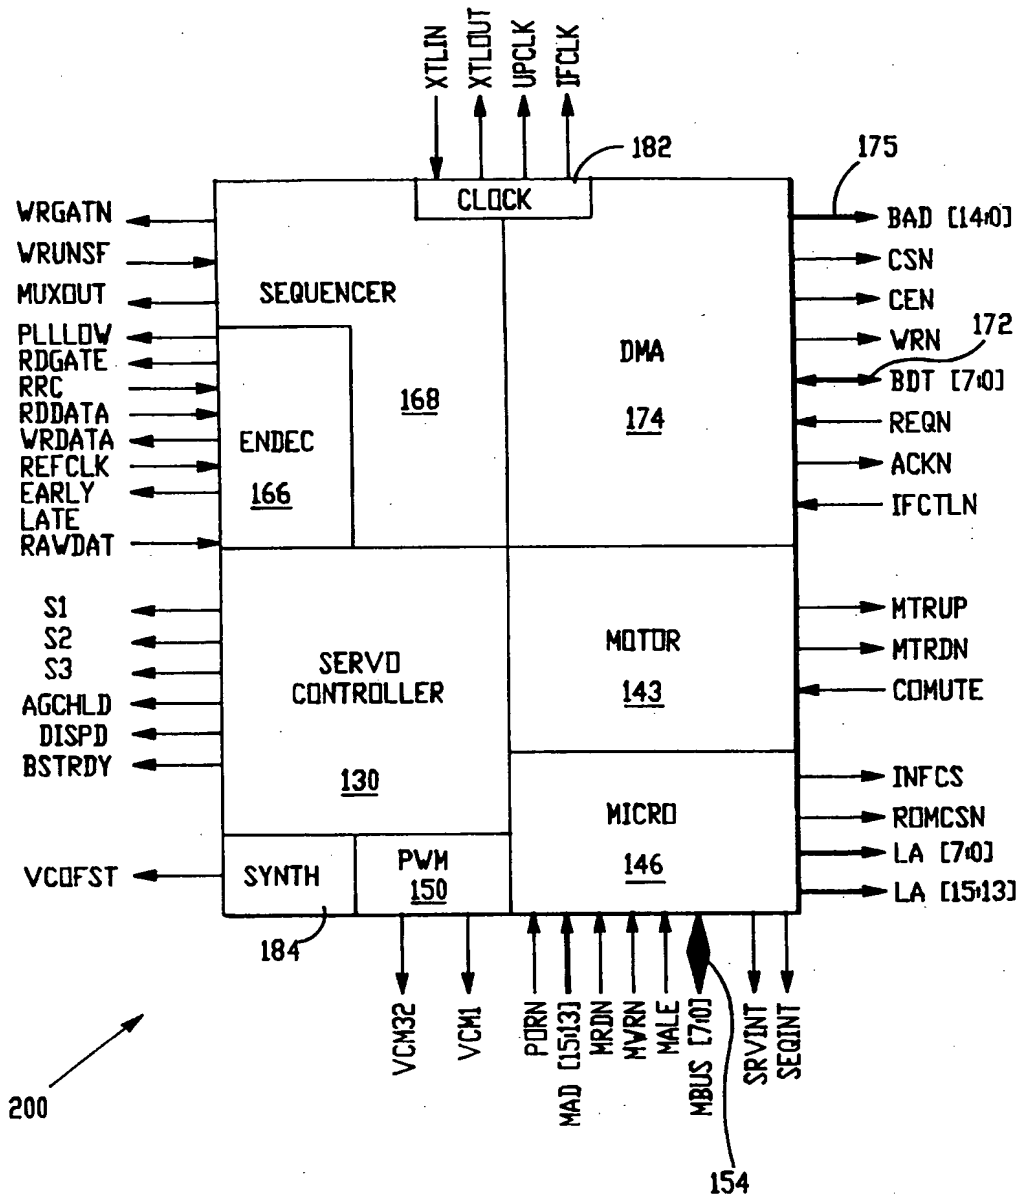 XTLIN
XTLOUT
UPCLK
IFCLK
182
175
CLOCK
WRGATN
WRUNSF
MUXOUT
PLLLOW
RDGATE
RRC
RDDATA
WRDATA
REFCLK
EARLY
LATE
RAWDAT
SEQUENCER
168
ENDEC
166
DMA
174
BAD [14:0]
CSN
CEN
WRN
172
BDT [7:0]
REQN
ACKN
IFCTLN
S1
S2
S3
AGCHLD
DISPD
BSTRDY
SERVO
CONTROLLER
130
MOTOR
143
MTRUP
MTRDN
COMUTE
VCOFST
SYNTH
184
PWM
150
MICRO
146
INFCS
ROMCSN
LA [7:0]
LA [15:13]
VCM32
VCM1
PORN
MAD [15:13]
MRDN
MWRN
MALE
MBUS [7:0]
SRVINT
SEQINT
154
200